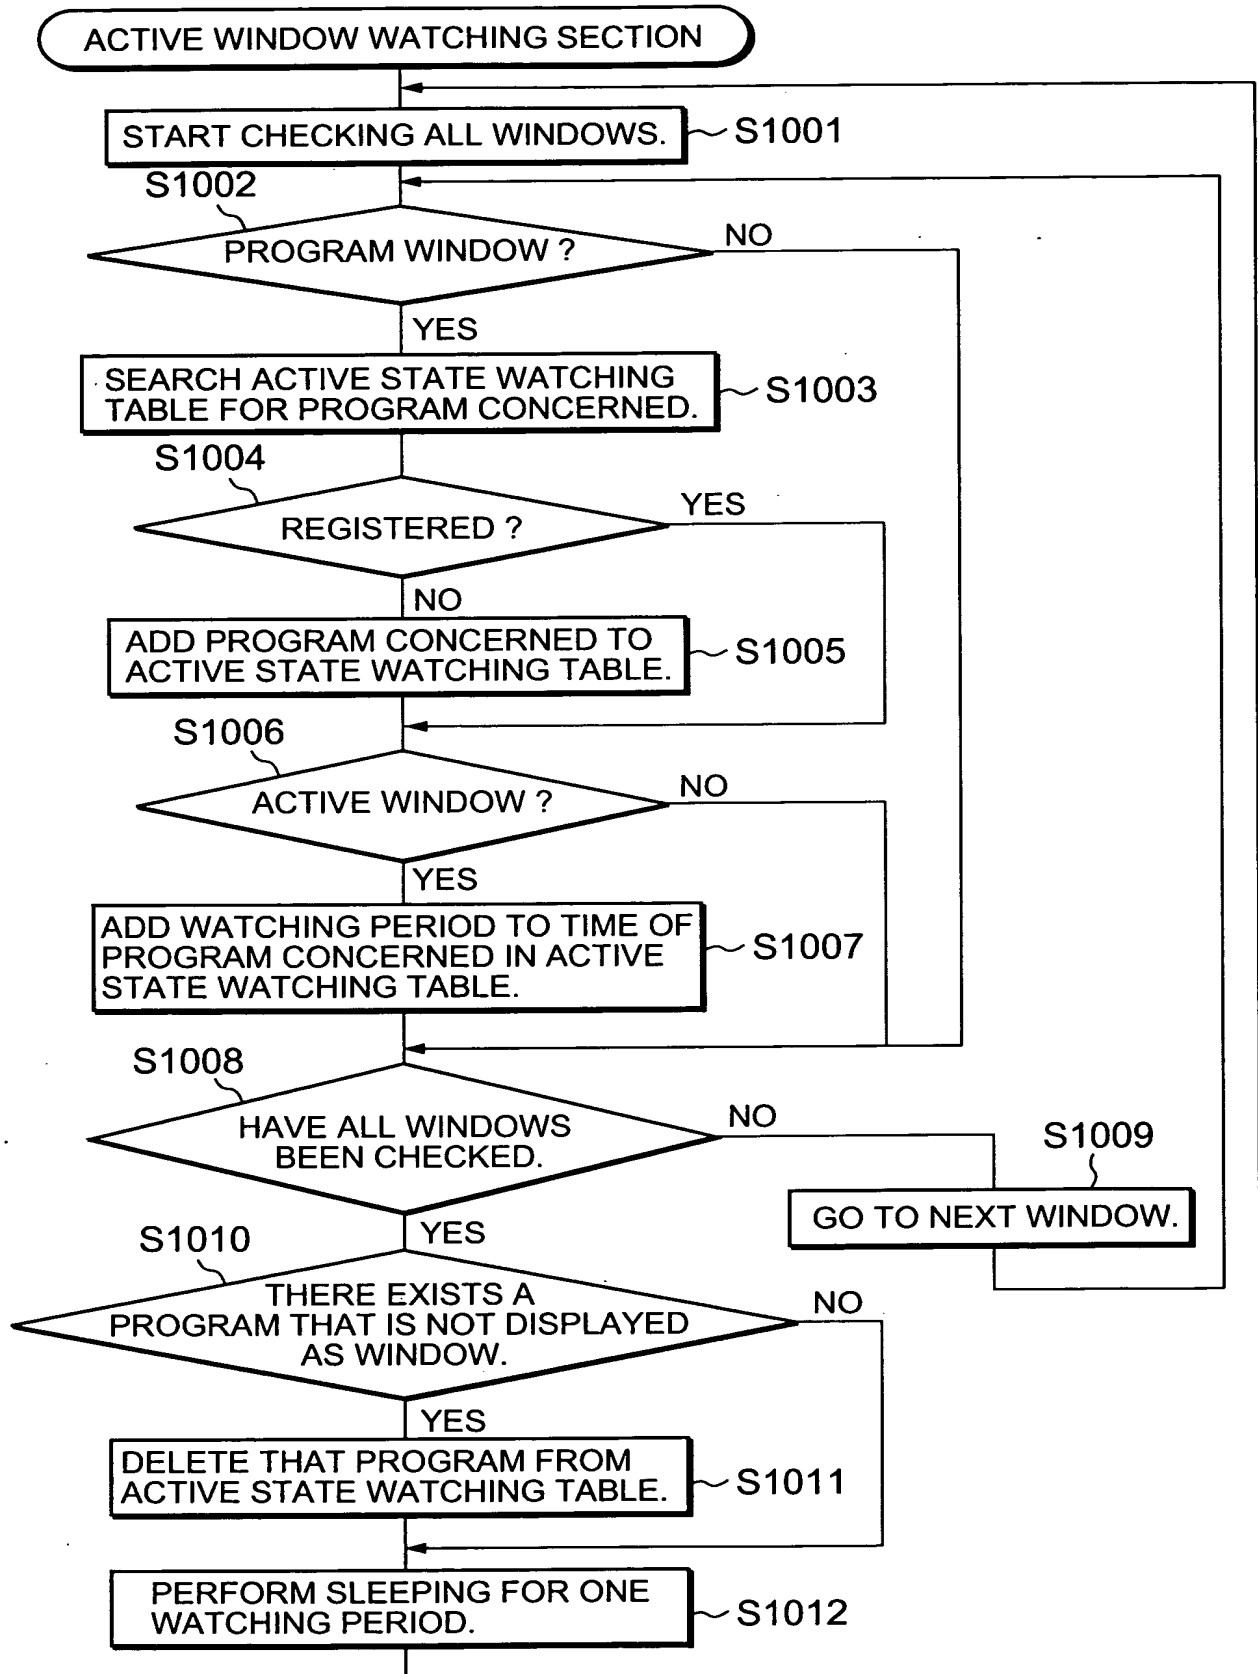 ACTIVE WINDOW WATCHING SECTION
START CHECKING ALL WINDOWS.
S1001
S1002
PROGRAM WINDOW ?
NO
YES
SEARCH ACTIVE STATE WATCHING
TABLE FOR PROGRAM CONCERNED.
S1003
S1004
REGISTERED ?
YES
NO
ADD PROGRAM CONCERNED TO
ACTIVE STATE WATCHING TABLE.
S1005
S1006
ACTIVE WINDOW ?
NO
YES
ADD WATCHING PERIOD TO TIME OF
PROGRAM CONCERNED IN ACTIVE
STATE WATCHING TABLE.
S1007
S1008
HAVE ALL WINDOWS
BEEN CHECKED.
NO
S1009
GO TO NEXT WINDOW.
YES
S1010
THERE EXISTS A
PROGRAM THAT IS NOT DISPLAYED
AS WINDOW.
NO
YES
DELETE THAT PROGRAM FROM
ACTIVE STATE WATCHING TABLE.
S1011
PERFORM SLEEPING FOR ONE
WATCHING PERIOD.
S1012